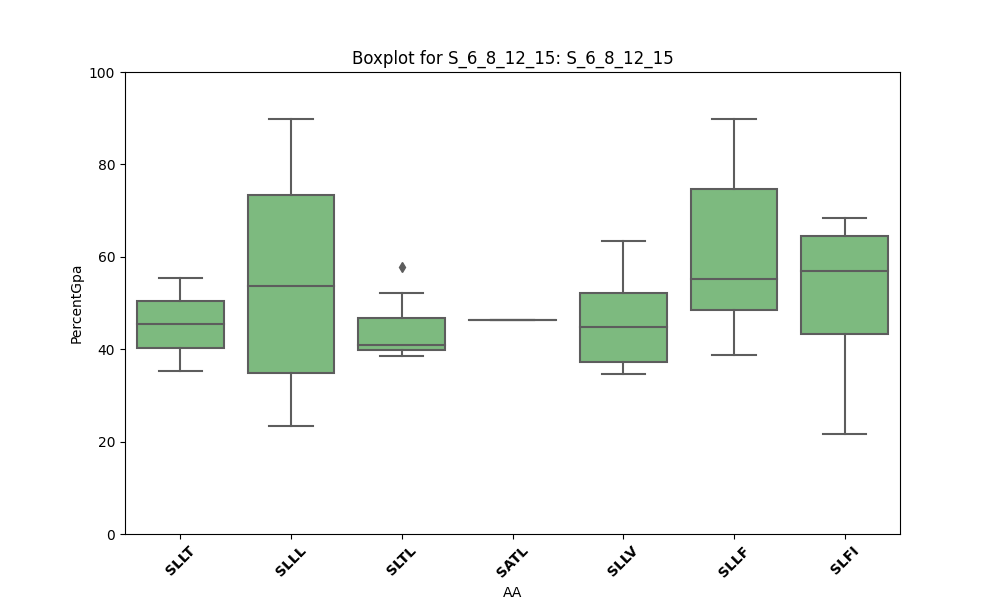 Boxplot for S_6_8_12_15: S_6_8_12_15
100
80
60
40
20
0
PercentGpa
SLLT
SLLL
SLTL
SATL
SLLV
SLLF
SLFI
AA